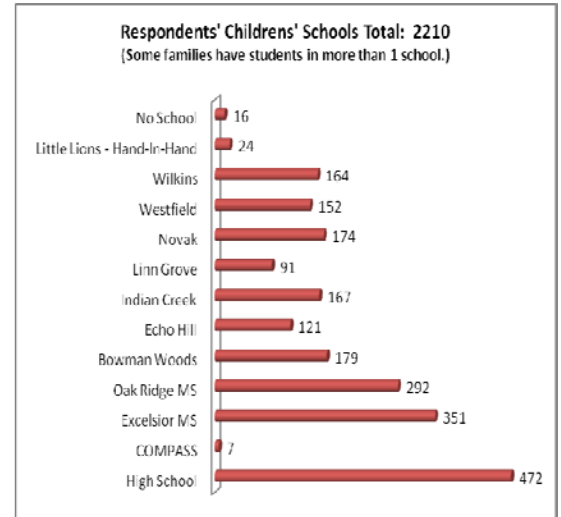 Respondents' Childrens' Schools Total: 2210
(Some families have students in more than 1 school.)
No School 16
Little Lions - Hand-In-Hand 24
Wilkins 164
Westfield 152
Novak 174
Linn Grove 91
Indian Creek 167
Echo Hill 121
Bowman Woods 179
Oak Ridge MS 292
Excelsior MS 351
COMPASS 7
High School 472